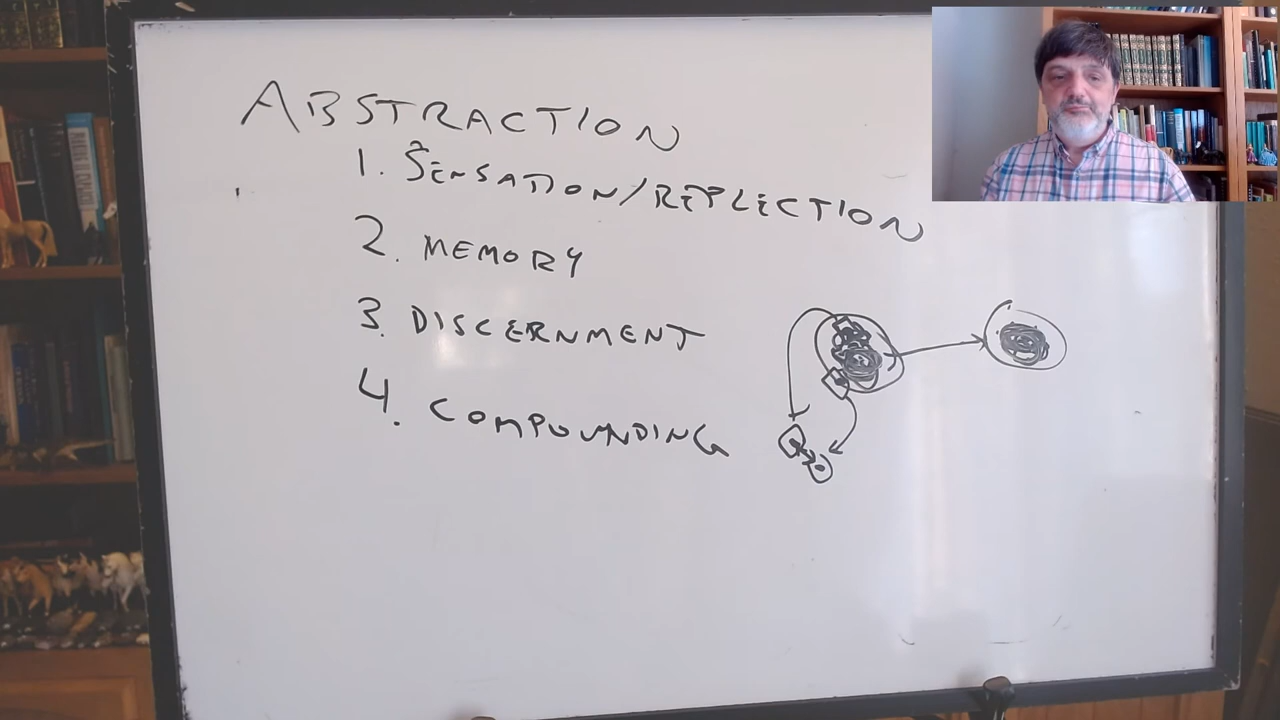 ABSTRACTION
1. SENSATION/REFLECTION
2. MEMORY
3. DISCERNMENT
4. COMPOUNDING